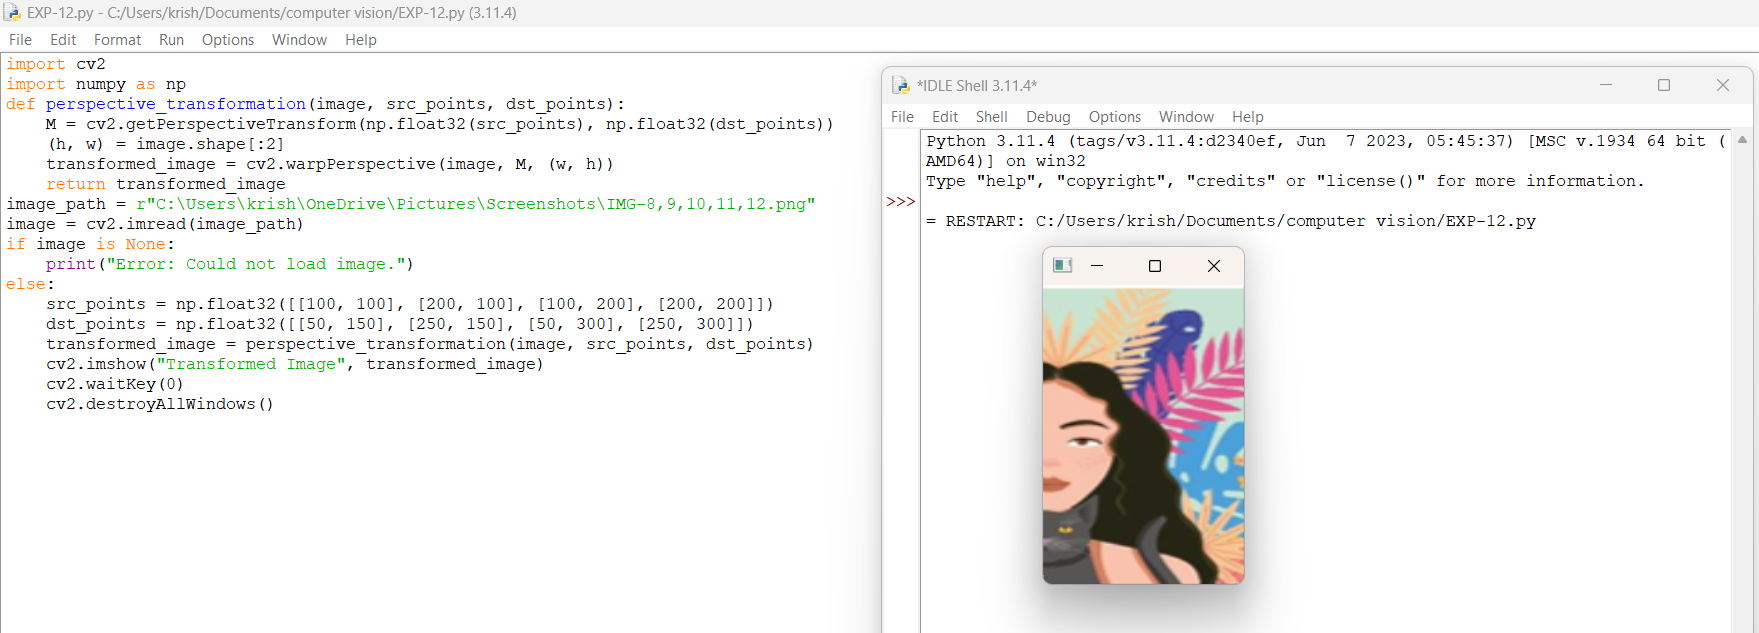 EXP-12.py - C:/Users/krish/Documents/computer vision/EXP-12.py (3.11.4)
File Edit Format Run Options Window Help
import cv2
import numpy as np
def perspective_transformation(image, src_points, dst_points):
    M = cv2.getPerspectiveTransform(np.float32(src_points), np.float32(dst_points))
    (h, w) = image.shape[:2]
    transformed_image = cv2.warpPerspective(image, M, (w, h))
    return transformed_image
image_path = r"C:\Users\krish\OneDrive\Pictures\Screenshots\IMG-8,9,10,11,12.png"
image = cv2.imread(image_path)
if image is None:
    print("Error: Could not load image.")
else:
    src_points = np.float32([[100, 100], [200, 100], [100, 200], [200, 200]])
    dst_points = np.float32([[50, 150], [250, 150], [50, 300], [250, 300]])
    transformed_image = perspective_transformation(image, src_points, dst_points)
    cv2.imshow("Transformed Image", transformed_image)
    cv2.waitKey(0)
    cv2.destroyAllWindows()
*IDLE Shell 3.11.4*
File Edit Shell Debug Options Window Help
Python 3.11.4 (tags/v3.11.4:d2340ef, Jun  7 2023, 05:45:37) [MSC v.1934 64 bit (
AMD64)] on win32
Type "help", "copyright", "credits" or "license()" for more information.
>>>
= RESTART: C:/Users/krish/Documents/computer vision/EXP-12.py